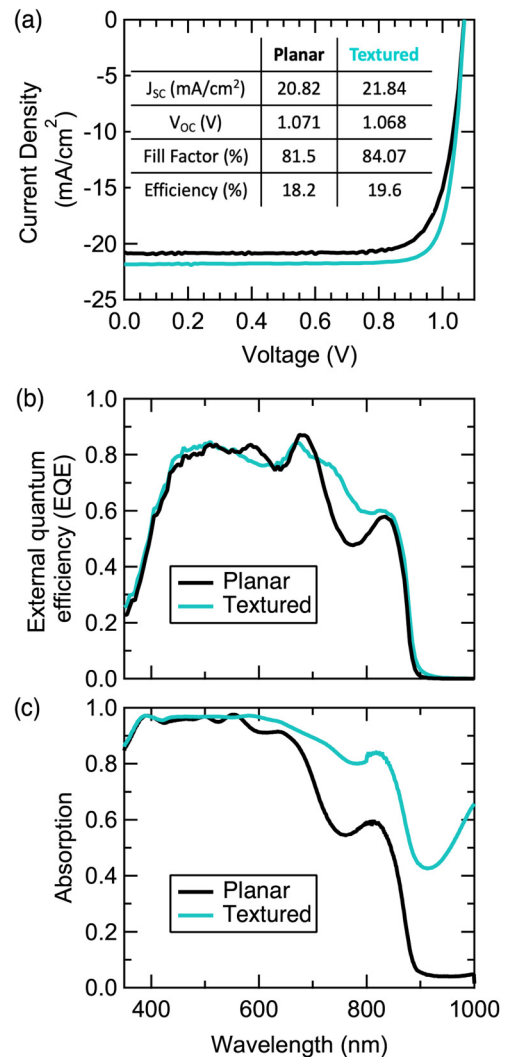 (a)
0
-5
-10
-15
-20
-25
Current Density
(mA/cm²)
Planar Textured
J_SC (mA/cm²) 20.82 21.84
V_OC (V) 1.071 1.068
Fill Factor (%) 81.5 84.07
Efficiency (%) 18.2 19.6
0.0 0.2 0.4 0.6 0.8 1.0
Voltage (V)
(b)
1.0
0.8
0.6
0.4
0.2
0.0
External quantum
efficiency (EQE)
Planar
Textured
(c)
1.0
0.8
0.6
0.4
0.2
0.0
Absorption
Planar
Textured
400 600 800 1000
Wavelength (nm)